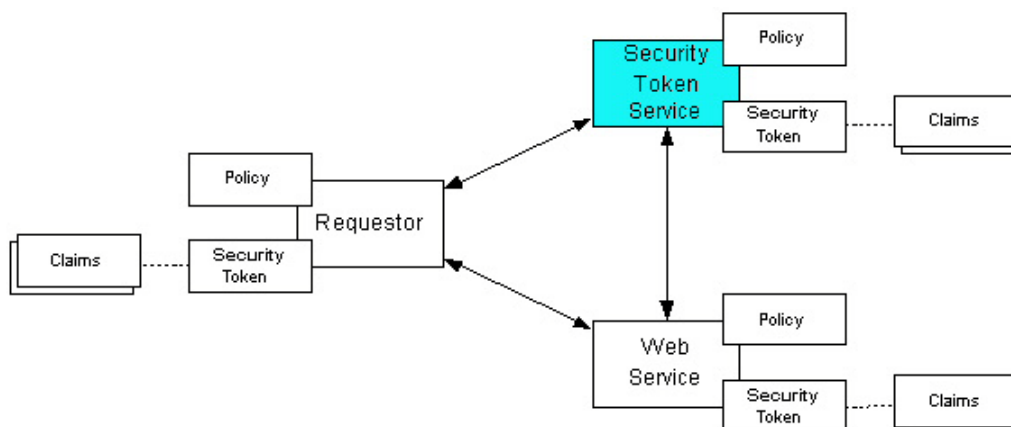 Security
Token
Service
Policy
Security
Token
Claims
Policy
Requestor
Security
Token
Claims
Policy
Web
Service
Security
Token
Claims